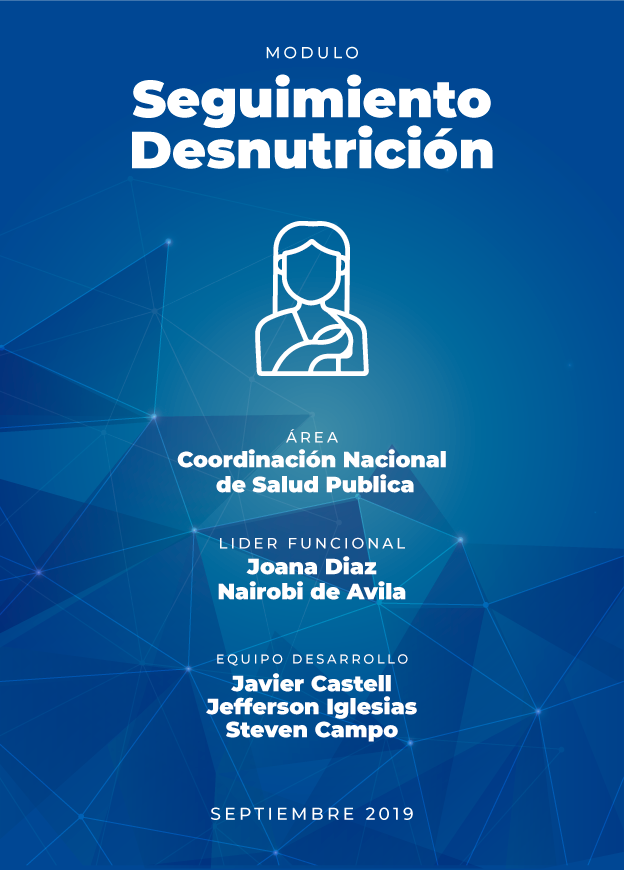 MODULO
Seguimiento
Desnutrición
ÁREA
Coordinación Nacional
de Salud Publica
LIDER FUNCIONAL
Joana Diaz
Nairobi de Avila
EQUIPO DESARROLLO
Javier Castell
Jefferson Iglesias
Steven Campo
SEPTIEMBRE 2019